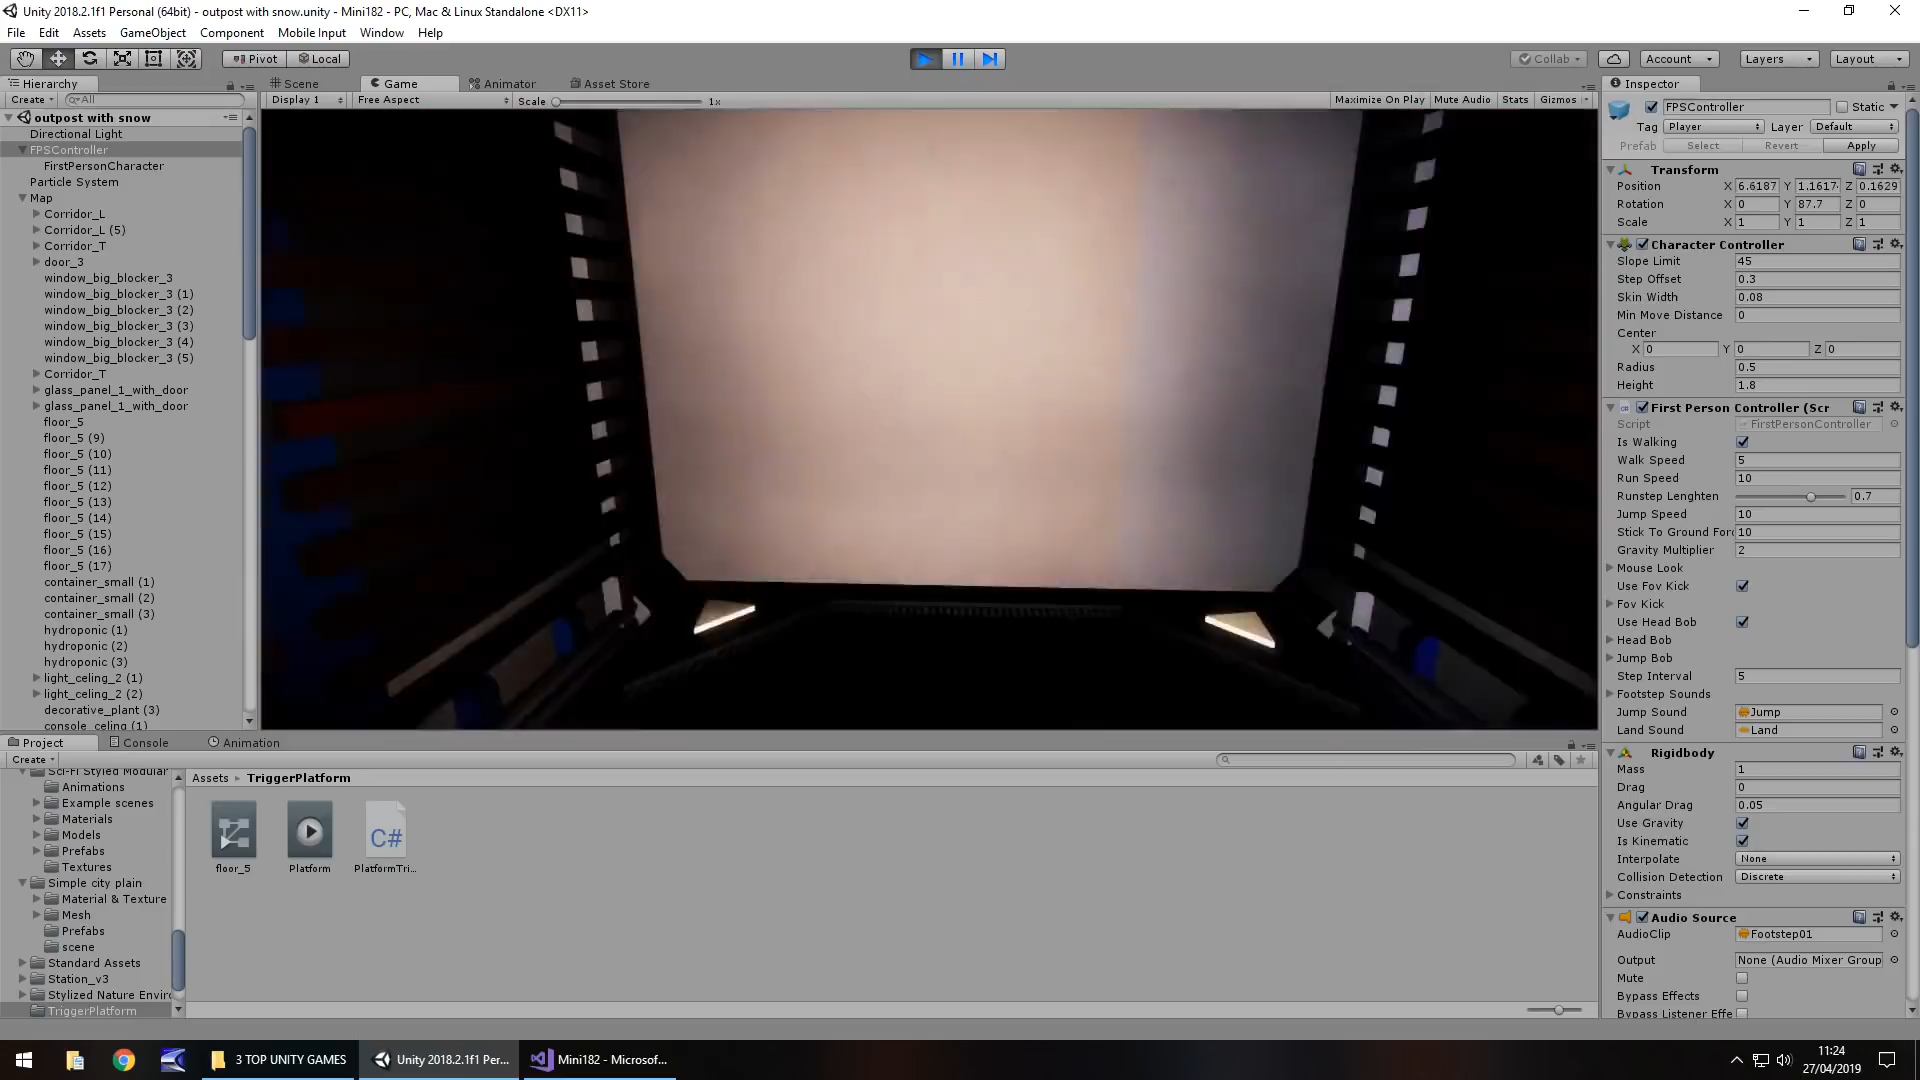 Unity 2018.2.1f1 Personal (64bit) - outpost with snow.unity - Mini182 - PC, Mac & Linux Standalone <DX11>
File Edit Assets GameObject Component Mobile Input Window Help
Pivot Local Collab Account Layers Layout
Hierarchy Scene Game Animator Asset Store Inspector
Create All Display 1 Free Aspect Scale 1x Maximize On Play Mute Audio Stats Gizmos
outpost with snow
Directional Light
FPSController
FirstPersonCharacter
Particle System
Map
Corridor_L
Corridor_L (5)
Corridor_T
door_3
window_big_blocker_3
window_big_blocker_3 (1)
window_big_blocker_3 (2)
window_big_blocker_3 (3)
window_big_blocker_3 (4)
window_big_blocker_3 (5)
Corridor_T
glass_panel_1_with_door
glass_panel_1_with_door
floor_5
floor_5 (9)
floor_5 (10)
floor_5 (11)
floor_5 (12)
floor_5 (13)
floor_5 (14)
floor_5 (15)
floor_5 (16)
floor_5 (17)
container_small (1)
container_small (2)
container_small (3)
hydroponic (1)
hydroponic (2)
hydroponic (3)
light_celing_2 (1)
light_celing_2 (2)
decorative_plant (3)
console_celing (1)
FPSController Static
Tag Player Layer Default
Prefab Select Revert Apply
Transform
Position X 6.6187 Y 1.1617 Z 0.1629
Rotation X 0 Y 87.7 Z 0
Scale X 1 Y 1 Z 1
Character Controller
Slope Limit 45
Step Offset 0.3
Skin Width 0.08
Min Move Distance 0
Center
X 0 Y 0 Z 0
Radius 0.5
Height 1.8
First Person Controller (Scr
Script FirstPersonController
Is Walking
Walk Speed 5
Run Speed 10
Runstep Lenghten 0.7
Jump Speed 10
Stick To Ground For 10
Gravity Multiplier 2
Mouse Look
Use Fov Kick
Fov Kick
Use Head Bob
Head Bob
Jump Bob
Step Interval 5
Footstep Sounds
Jump Sound Jump
Land Sound Land
Rigidbody
Mass 1
Drag 0
Angular Drag 0.05
Use Gravity
Is Kinematic
Interpolate None
Collision Detection Discrete
Constraints
Audio Source
AudioClip Footstep01
Output None (Audio Mixer Group
Mute
Bypass Effects
Bypass Listener Effe
Project Console Animation
Create
Sci-Fi Styled Modular
Animations
Example scenes
Materials
Models
Prefabs
Textures
Simple city plain
Material & Texture
Mesh
Prefabs
scene
Standard Assets
Station_v3
Stylized Nature Envir
TriggerPlatform
Assets TriggerPlatform
C#
floor_5 Platform PlatformTri...
3 TOP UNITY GAMES Unity 2018.2.1f1 Per... Mini182 - Microsof...
11:24
27/04/2019